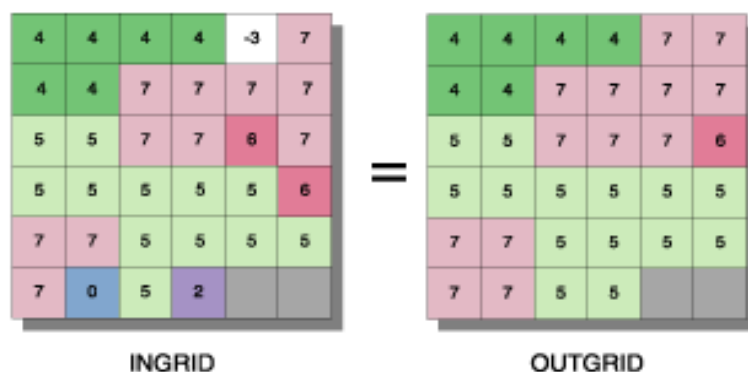 4 4 4 4 -3 7 4 4 4 4 7 7
4 4 7 7 7 7 4 4 7 7 7 7
5 5 7 7 6 7 5 5 7 7 7 6
5 5 5 5 5 6 = 5 5 5 5 5 5
7 7 5 5 5 5 7 7 5 5 5 5
7 0 5 2 7 7 5 5
INGRID OUTGRID